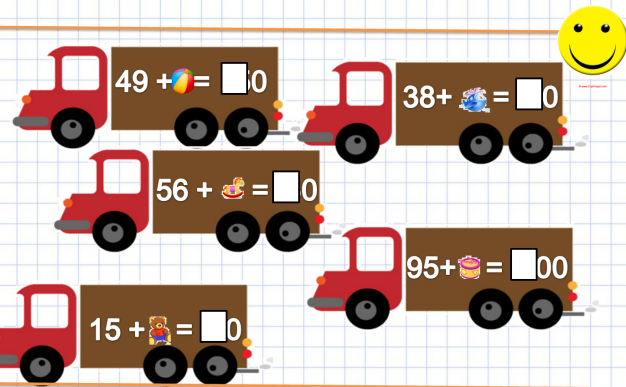 49 + = 0
38+ = 0
56 + = 0
95+ = 00
15 + = 0